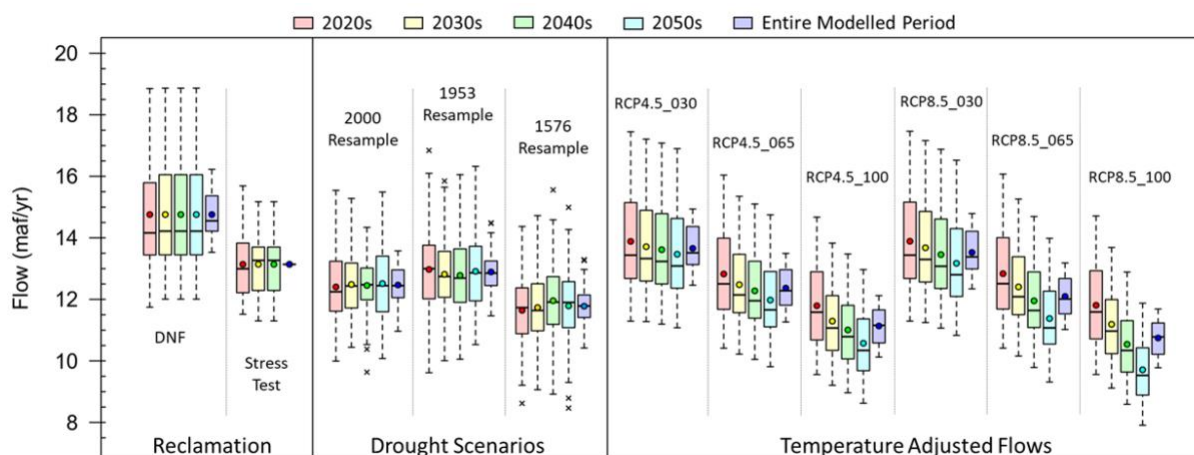 2020s 2030s 2040s 2050s Entire Modelled Period
20
18
16
14
12
10
8
Flow (maf/yr)
DNF
Stress
Test
Reclamation
2000
Resample
1953
Resample
1576
Resample
Drought Scenarios
RCP4.5_030
RCP4.5_065
RCP4.5_100
RCP8.5_030
RCP8.5_065
RCP8.5_100
Temperature Adjusted Flows